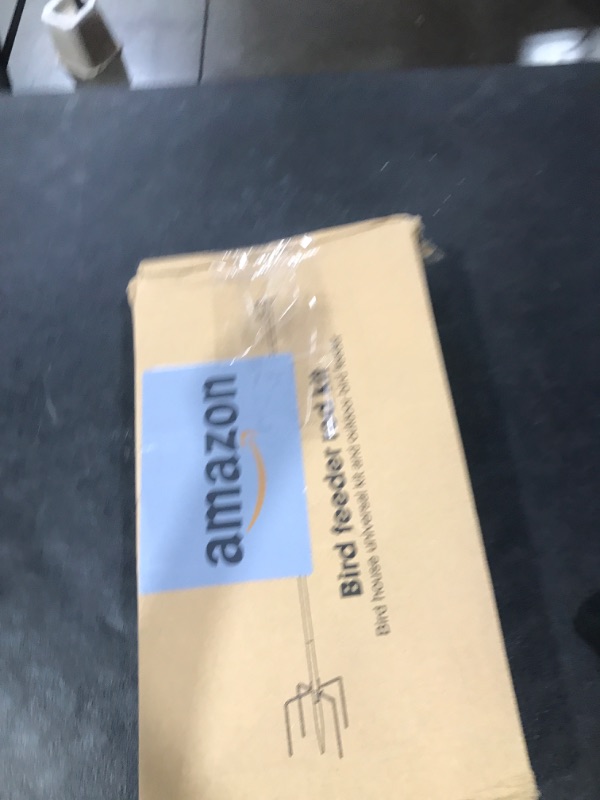 amazon
Bird feeder rod kit
Bird house universal kit and outdoor bird feeder